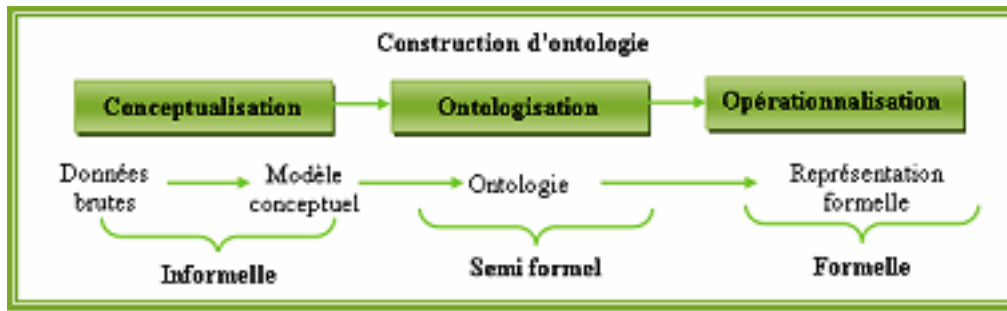 Construction d'ontologie
Conceptualisation
Ontologisation
Opérationnalisation
Données
brutes
Modèle
conceptuel
Ontologie
Représentation
formelle
Informelle
Semi formel
Formelle